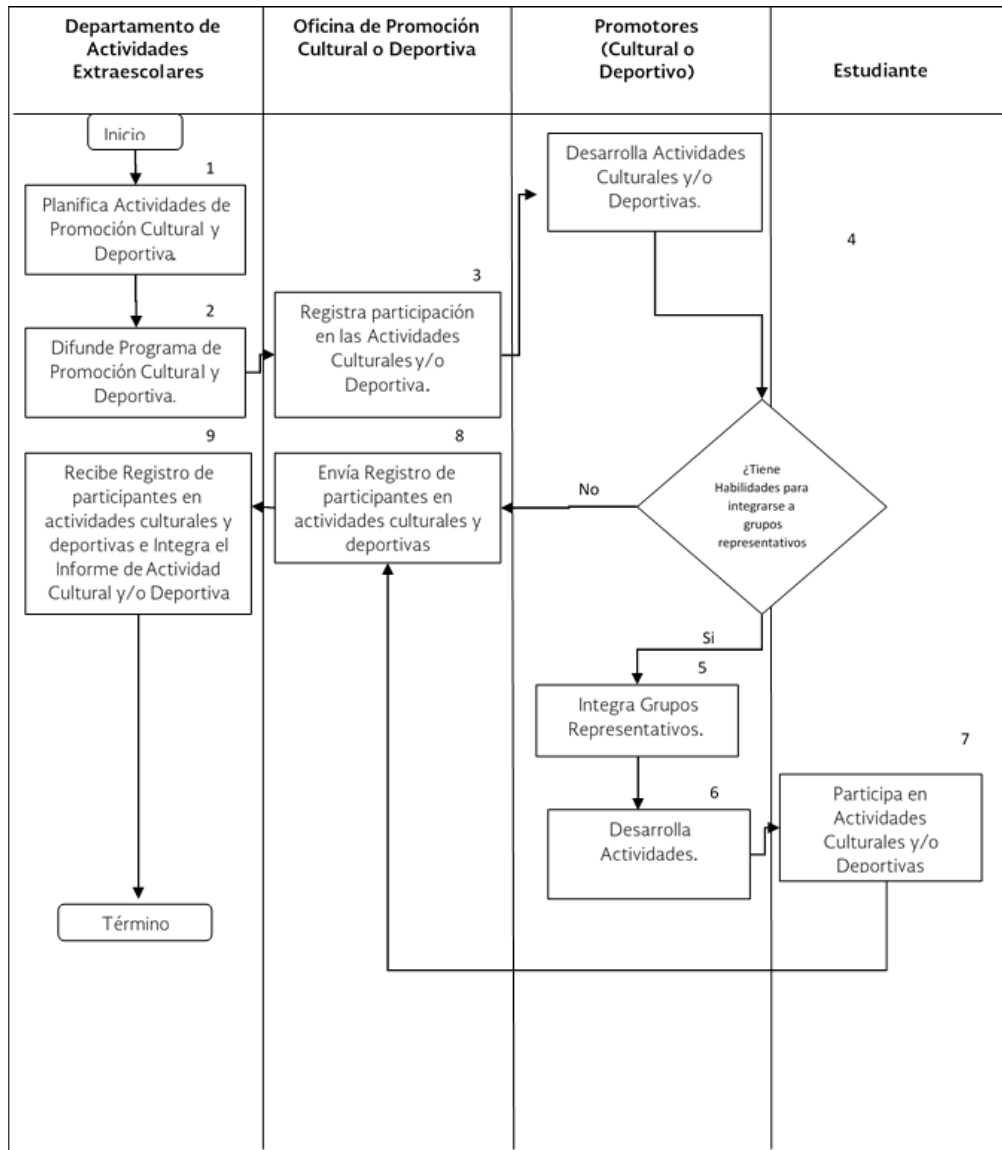 Departamento de
Actividades
Extraescolares
Oficina de Promoción
Cultural o Deportiva
Promotores
(Cultural o
Deportivo)
Estudiante
Inicio
1
Planifica Actividades de
Promoción Cultural y
Deportiva.
2
Difunde Programa de
Promoción Cultural y
Deportiva.
3
Registra participación
en las Actividades
Culturales y/o
Deportiva.
Desarrolla Actividades
Culturales y/o
Deportivas.
4
¿Tiene
Habilidades para
integrarse a
grupos
representativos
No
Si
5
Integra Grupos
Representativos.
6
Desarrolla
Actividades.
7
Participa en
Actividades
Culturales y/o
Deportivas
8
Envía Registro de
participantes en
actividades culturales y
deportivas
9
Recibe Registro de
participantes en
actividades culturales y
deportivas e Integra el
Informe de Actividad
Cultural y/o Deportiva
Término